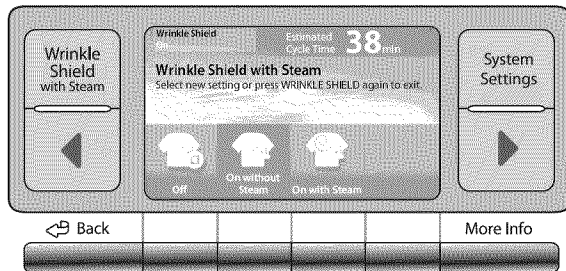 Wrinkle
Shield
with Steam
Wrinkle Shield
On
Estimated
Cycle Time
38 min
Wrinkle Shield with Steam
Select new setting or press WRINKLE SHIELD again to exit.
Off
On without
Steam
On with Steam
System
Settings
Back
More Info